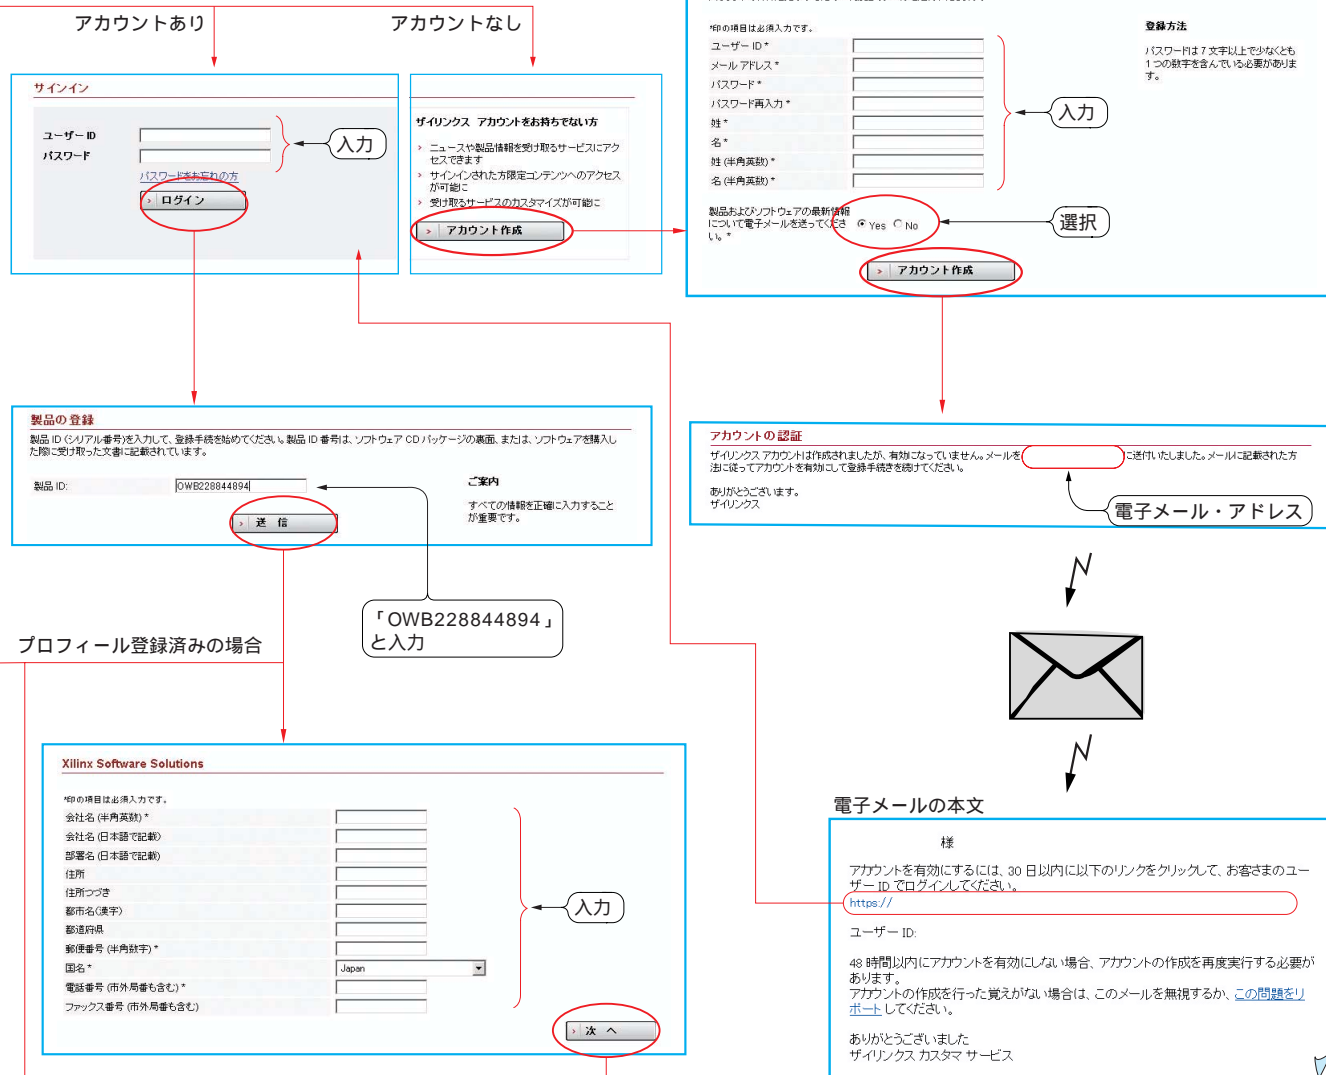 アカウントあり
アカウントなし
サインイン
ユーザー ID
パスワード
入力
パスワードをお忘れの方
ログイン
ザイリンクス アカウントをお持ちでない方
ニュースや製品情報を受け取るサービスにアク
セスできます
サインインされた方限定コンテンツへのアクセス
が可能に
受け取るサービスのカスタマイズが可能に
アカウント作成
*印の項目は必須入力です。
ユーザー ID *
メール アドレス *
パスワード *
パスワード再入力 *
姓 *
名 *
姓 (半角英数) *
名 (半角英数) *
入力
製品およびソフトウェアの最新情報
について電子メールを送ってくださ
い。 *
Yes No
選択
アカウント作成
登録方法
パスワードは 7 文字以上で少なくとも
1 つの数字を含んでいる必要がありま
す。
製品の登録
製品 ID (シリアル番号)を入力して、登録手続を始めてください。製品 ID 番号は、ソフトウェア CD パッケージの裏面、または、ソフトウェアを購入し
た際に受け取った文書に記載されています。
製品 ID:
OWB228844894
送 信
ご案内
すべての情報を正確に入力すること
が重要です。
「OWB228844894」
と入力
アカウントの認証
ザイリンクス アカウントは作成されましたが、有効になっていません。メールを に送付いたしました。メールに記載された方
法に従ってアカウントを有効にして登録手続きを続けてください。
ありがとうございます。
ザイリンクス
電子メール・アドレス
プロフィール登録済みの場合
Xilinx Software Solutions
*印の項目は必須入力です。
会社名 (半角英数) *
会社名 (日本語で記載)
部署名 (日本語で記載)
住所
住所つづき
都市名(漢字)
都道府県
郵便番号 (半角数字) *
国名 *
Japan
電話番号 (市外局番も含む) *
ファックス番号 (市外局番も含む)
入力
次 へ
電子メールの本文
様
アカウントを有効にするには、30 日以内に以下のリンクをクリックして、お客さまのユー
ザー ID でログインしてください。
https://
ユーザー ID:
48 時間以内にアカウントを有効にしない場合、アカウントの作成を再度実行する必要が
あります。
アカウントの作成を行った覚えがない場合は、このメールを無視するか、この問題をリ
ポートしてください。
ありがとうございました
ザイリンクス カスタマ サービス